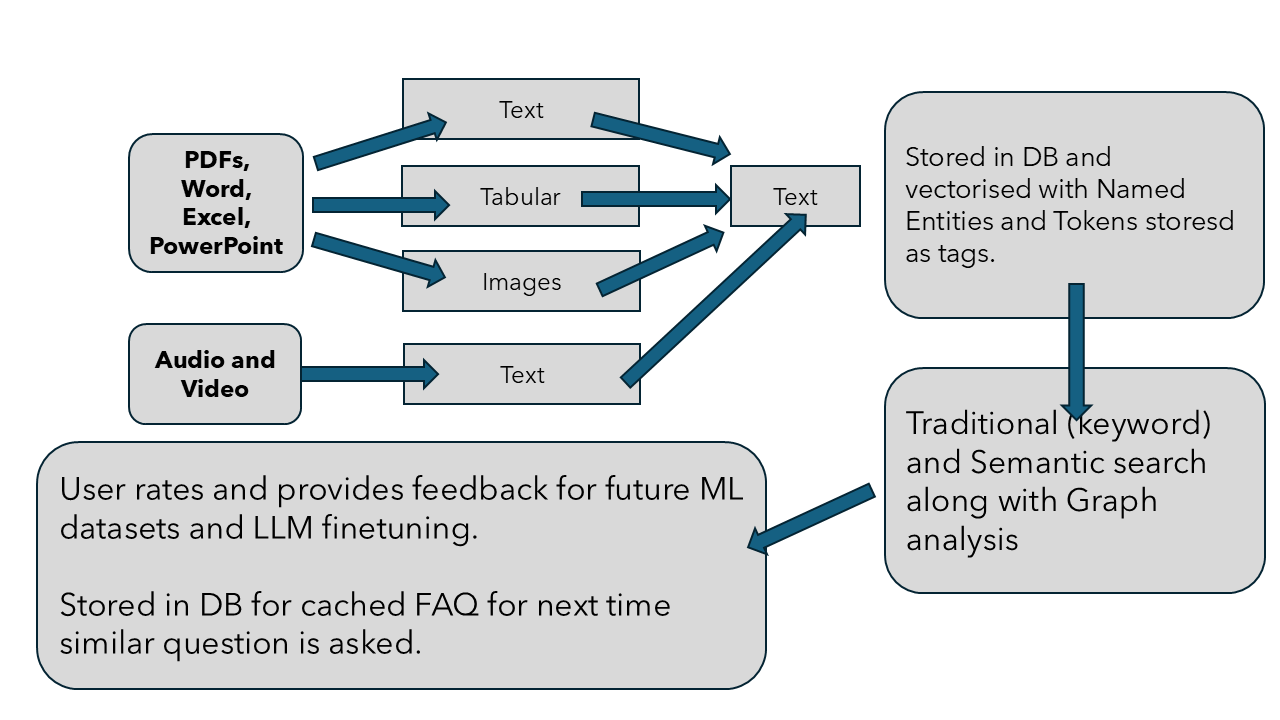 PDFs,
Word,
Excel,
PowerPoint
Text
Tabular
Images
Audio and
Video
Text
Text
Stored in DB and
vectorised with Named
Entities and Tokens storesd
as tags.
Traditional (keyword)
and Semantic search
along with Graph
analysis
User rates and provides feedback for future ML
datasets and LLM finetuning.
Stored in DB for cached FAQ for next time
similar question is asked.